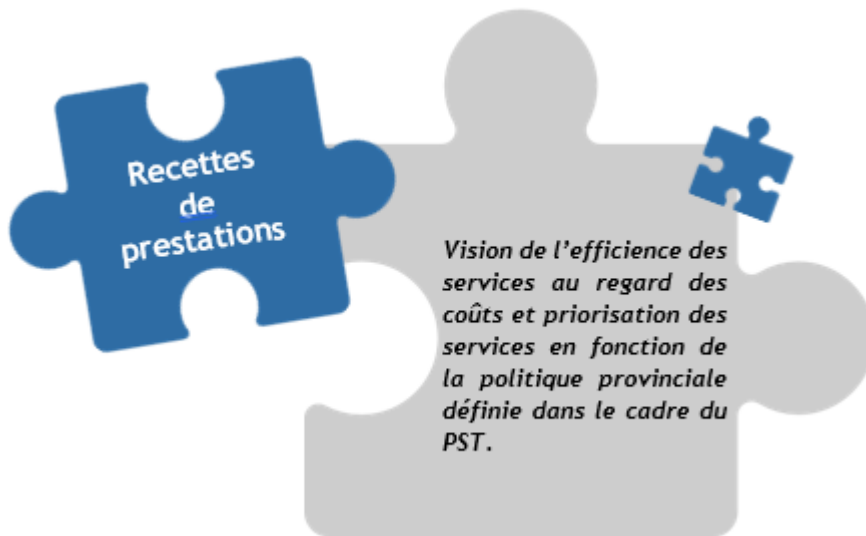 Recettes
de
prestations
Vision de l’efficience des
services au regard des
coûts et priorisation des
services en fonction de
la politique provinciale
définie dans le cadre du
PST.